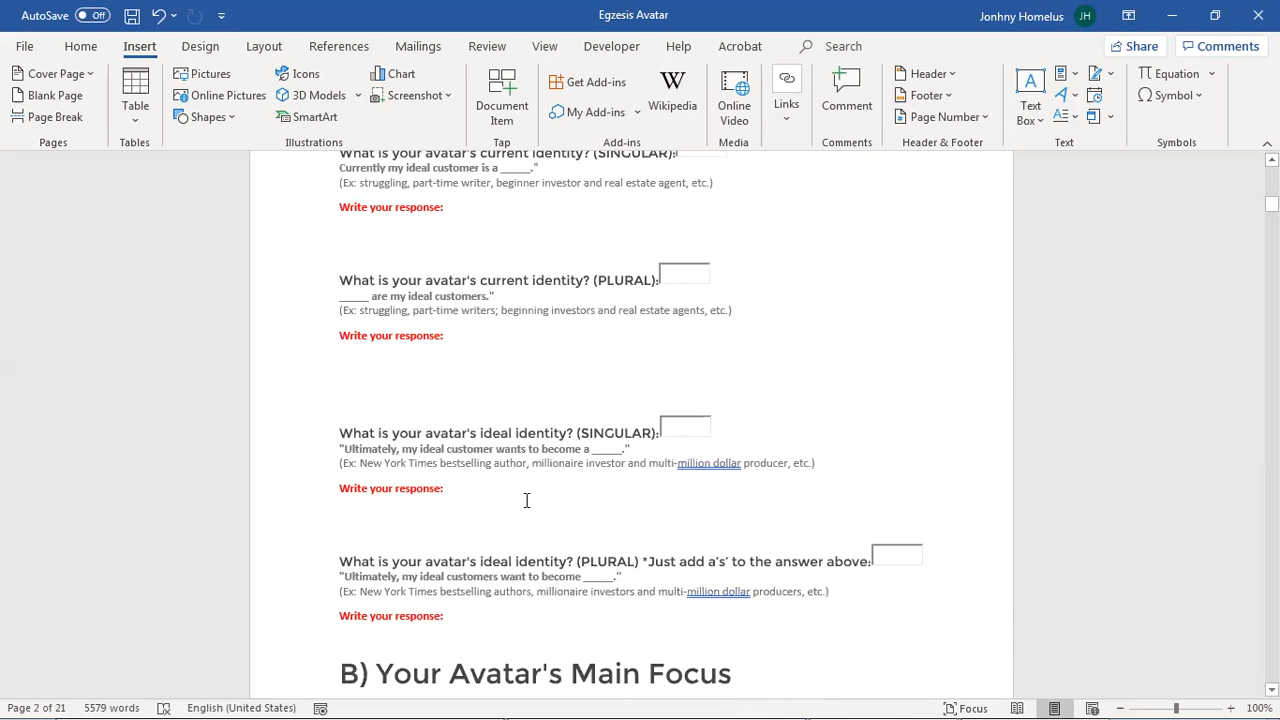 AutoSave Off Egzesis Avatar Jonhny Homelus JH
File Home Insert Design Layout References Mailings Review View Developer Help Acrobat Search Share Comments
Cover Page
Blank Page
Page Break
Pages
Table
Tables
Pictures
Online Pictures
Shapes
Icons
3D Models
SmartArt
Chart
Screenshot
Illustrations
Document
Item
Tap
Get Add-ins
My Add-ins
Wikipedia
Add-ins
Online
Video
Media
Links
Comment
Comments
Header
Footer
Page Number
Header & Footer
Text
Box
Text
Equation
Symbol
Symbols
What is your avatar's current identity? (SINGULAR):
Currently my ideal customer is a _____."
(Ex: struggling, part-time writer, beginner investor and real estate agent, etc.)
Write your response:
What is your avatar's current identity? (PLURAL):
_____ are my ideal customers."
(Ex: struggling, part-time writers; beginning investors and real estate agents, etc.)
Write your response:
What is your avatar's ideal identity? (SINGULAR):
"Ultimately, my ideal customer wants to become a _____."
(Ex: New York Times bestselling author, millionaire investor and multi-million dollar producer, etc.)
Write your response:
What is your avatar's ideal identity? (PLURAL) *Just add a's' to the answer above:
"Ultimately, my ideal customers want to become _____."
(Ex: New York Times bestselling authors, millionaire investors and multi-million dollar producers, etc.)
Write your response:
B) Your Avatar's Main Focus
Page 2 of 21 5579 words English (United States) Focus 100%